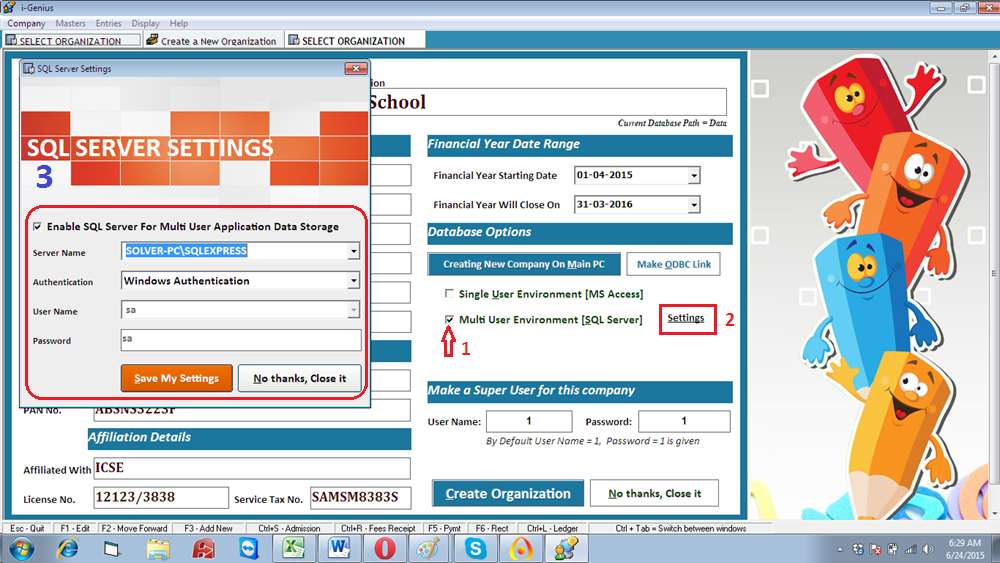 i-Genius
Company Masters Entries Display Help
SELECT ORGANIZATION Create a New Organization SELECT ORGANIZATION
SQL Server Settings
SQL SERVER SETTINGS
3
Enable SQL Server For Multi User Application Data Storage
Server Name SOLVER-PC\SQLEXPRESS
Authentication Windows Authentication
User Name sa
Password sa
Save My Settings No thanks, Close it
School
Current Database Path = Data
Financial Year Date Range
Financial Year Starting Date 01-04-2015
Financial Year Will Close On 31-03-2016
Database Options
Creating New Company On Main PC Make ODBC Link
Single User Environment [MS Access]
Multi User Environment [SQL Server] Settings 2
1
PAN No.
Affiliation Details
Affiliated With ICSE
License No. 12123/3838 Service Tax No. SAMSM8383S
Make a Super User for this company
User Name: 1 Password: 1
By Default User Name = 1, Password = 1 is given
Create Organization No thanks, Close it
Esc - Quit F1 - Edit F2 - Move Forward F3 - Add New Ctrl+S - Admission Ctrl+R - Fees Receipt F5 - Pymt F6 - Rect Ctrl+L - Ledger Ctrl + Tab = Switch between windows
6:29 AM
6/24/2015